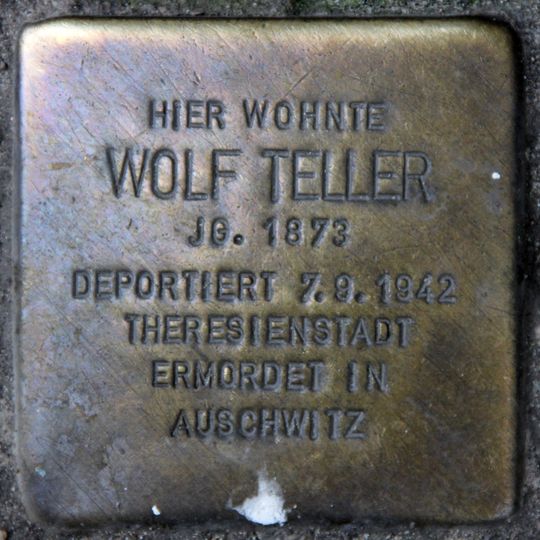 HIER WOHNTE
WOLF TELLER
JG. 1873
DEPORTIERT 7.9.1942
THERESIENSTADT
ERMORDET IN
AUSCHWITZ